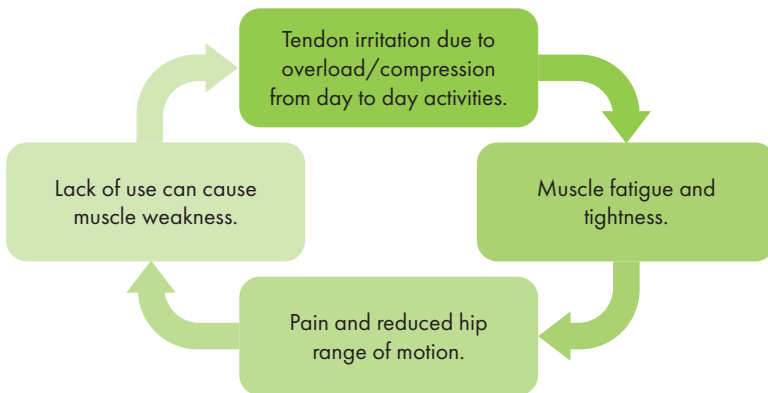 Tendon irritation due to
overload/compression
from day to day activities.
Muscle fatigue and
tightness.
Pain and reduced hip
range of motion.
Lack of use can cause
muscle weakness.